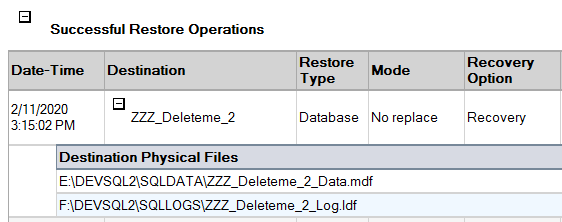 Successful Restore Operations
Date-Time Destination Restore Type Mode Recovery Option
2/11/2020 3:15:02 PM ZZZ_Deleteme_2 Database No replace Recovery
Destination Physical Files
E:\DEVSQL2\SQLDATA\ZZZ_Deleteme_2_Data.mdf
F:\DEVSQL2\SQLLOGS\ZZZ_Deleteme_2_Log.ldf